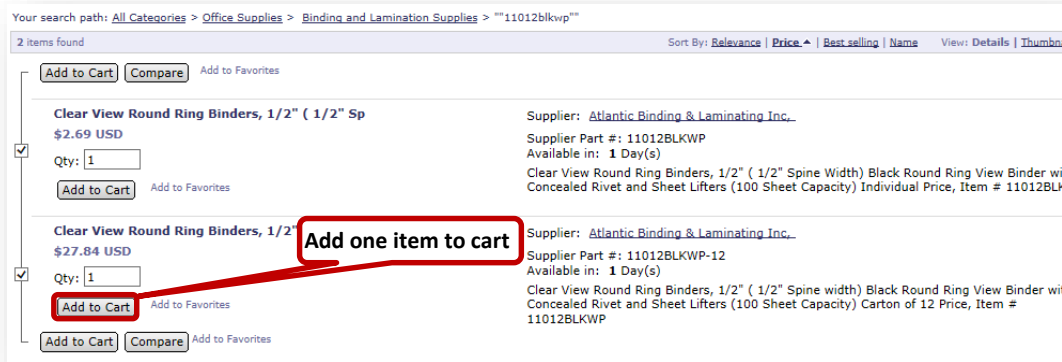 Your search path: All Categories > Office Supplies > Binding and Lamination Supplies > ""11012blkwp""
2 items found Sort By: Relevance | Price | Best selling | Name View: Details | Thumbna
Add to Cart Compare Add to Favorites
Clear View Round Ring Binders, 1/2" ( 1/2" Sp
$2.69 USD
Qty: 1
Add to Cart Add to Favorites
Supplier: Atlantic Binding & Laminating Inc,
Supplier Part #: 11012BLKWP
Available in: 1 Day(s)
Clear View Round Ring Binders, 1/2" ( 1/2" Spine Width) Black Round Ring View Binder wi
Concealed Rivet and Sheet Lifters (100 Sheet Capacity) Individual Price, Item # 11012BLK
Clear View Round Ring Binders, 1/2"
$27.84 USD
Qty: 1
Add to Cart Add to Favorites
Add one item to cart
Supplier: Atlantic Binding & Laminating Inc,
Supplier Part #: 11012BLKWP-12
Available in: 1 Day(s)
Clear View Round Ring Binders, 1/2" ( 1/2" Spine width) Black Round Ring View Binder wit
Concealed Rivet and Sheet Lifters (100 Sheet Capacity) Carton of 12 Price, Item #
11012BLKWP
Add to Cart Compare Add to Favorites